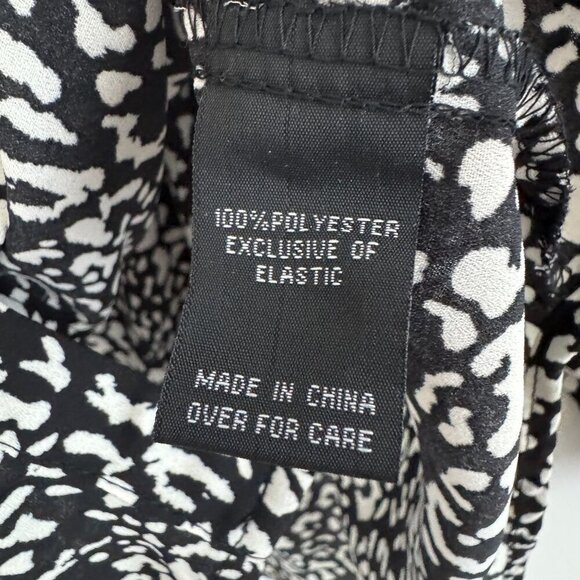 100%POLYESTER
EXCLUSIVE OF
ELASTIC
MADE IN CHINA
OVER FOR CARE